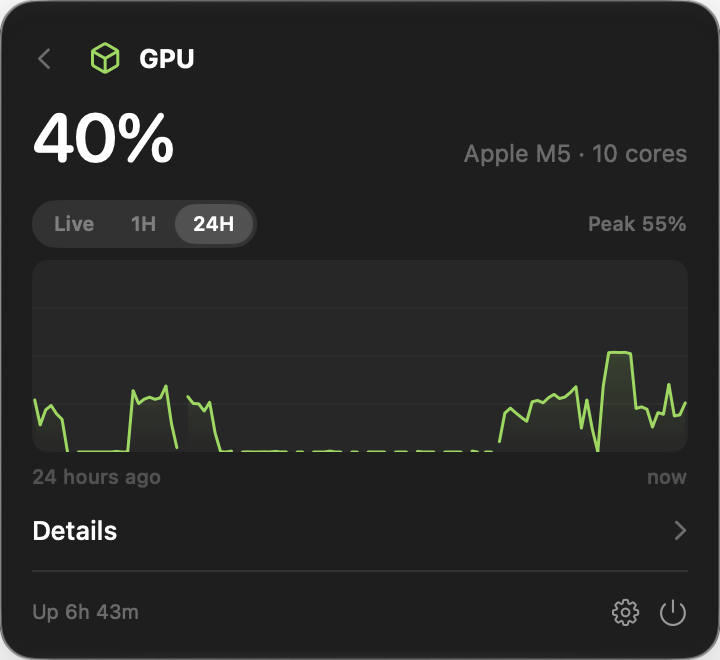 GPU
40%
Apple M5 · 10 cores
Live 1H 24H
Peak 55%
24 hours ago
now
Details
Up 6h 43m